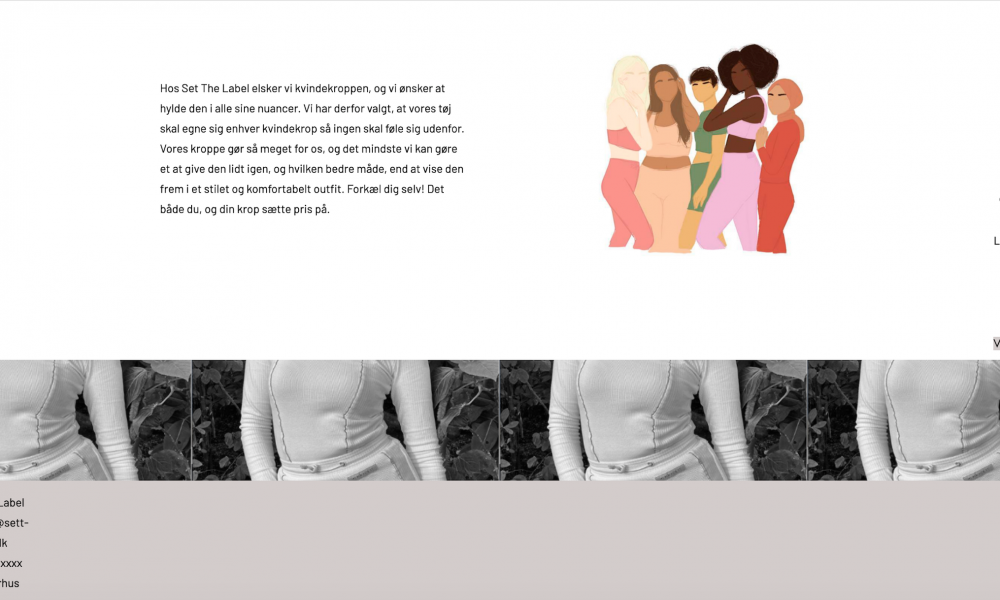 Hos Set The Label elsker vi kvindekroppen, og vi ønsker at
hylde den i alle sine nuancer. Vi har derfor valgt, at vores tøj
skal egne sig enhver kvindekrop så ingen skal føle sig udenfor.
Vores kroppe gør så meget for os, og det mindste vi kan gøre
et at give den lidt igen, og hvilken bedre måde, end at vise den
frem i et stilet og komfortabelt outfit. Forkæl dig selv! Det
både du, og din krop sætte pris på.
L
V
Label
@sett-
lk
xxxx
rhus